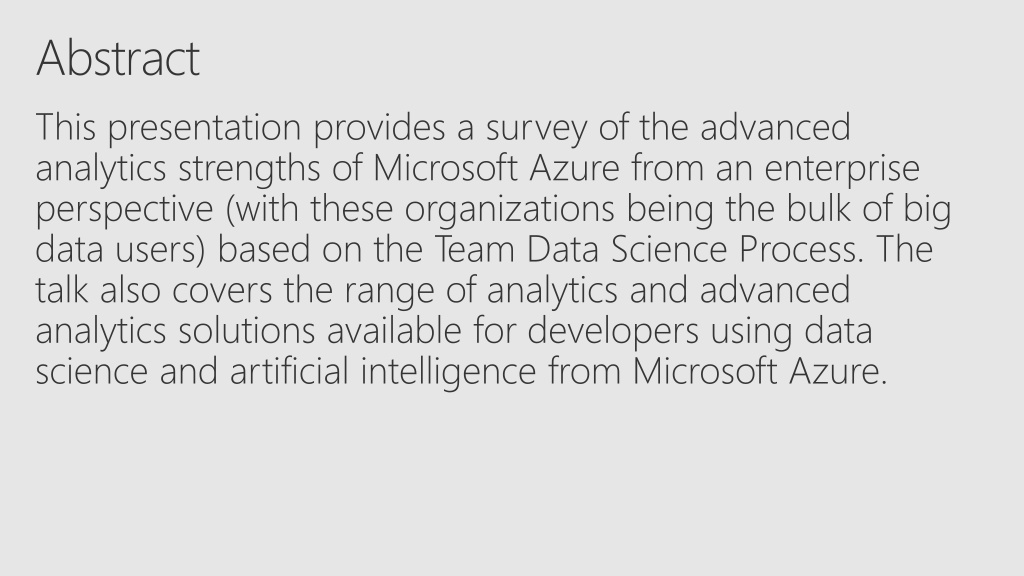 Abstract
This presentation provides a survey of the advanced
analytics strengths of Microsoft Azure from an enterprise
perspective (with these organizations being the bulk of big
data users) based on the Team Data Science Process. The
talk also covers the range of analytics and advanced
analytics solutions available for developers using data
science and artificial intelligence from Microsoft Azure.